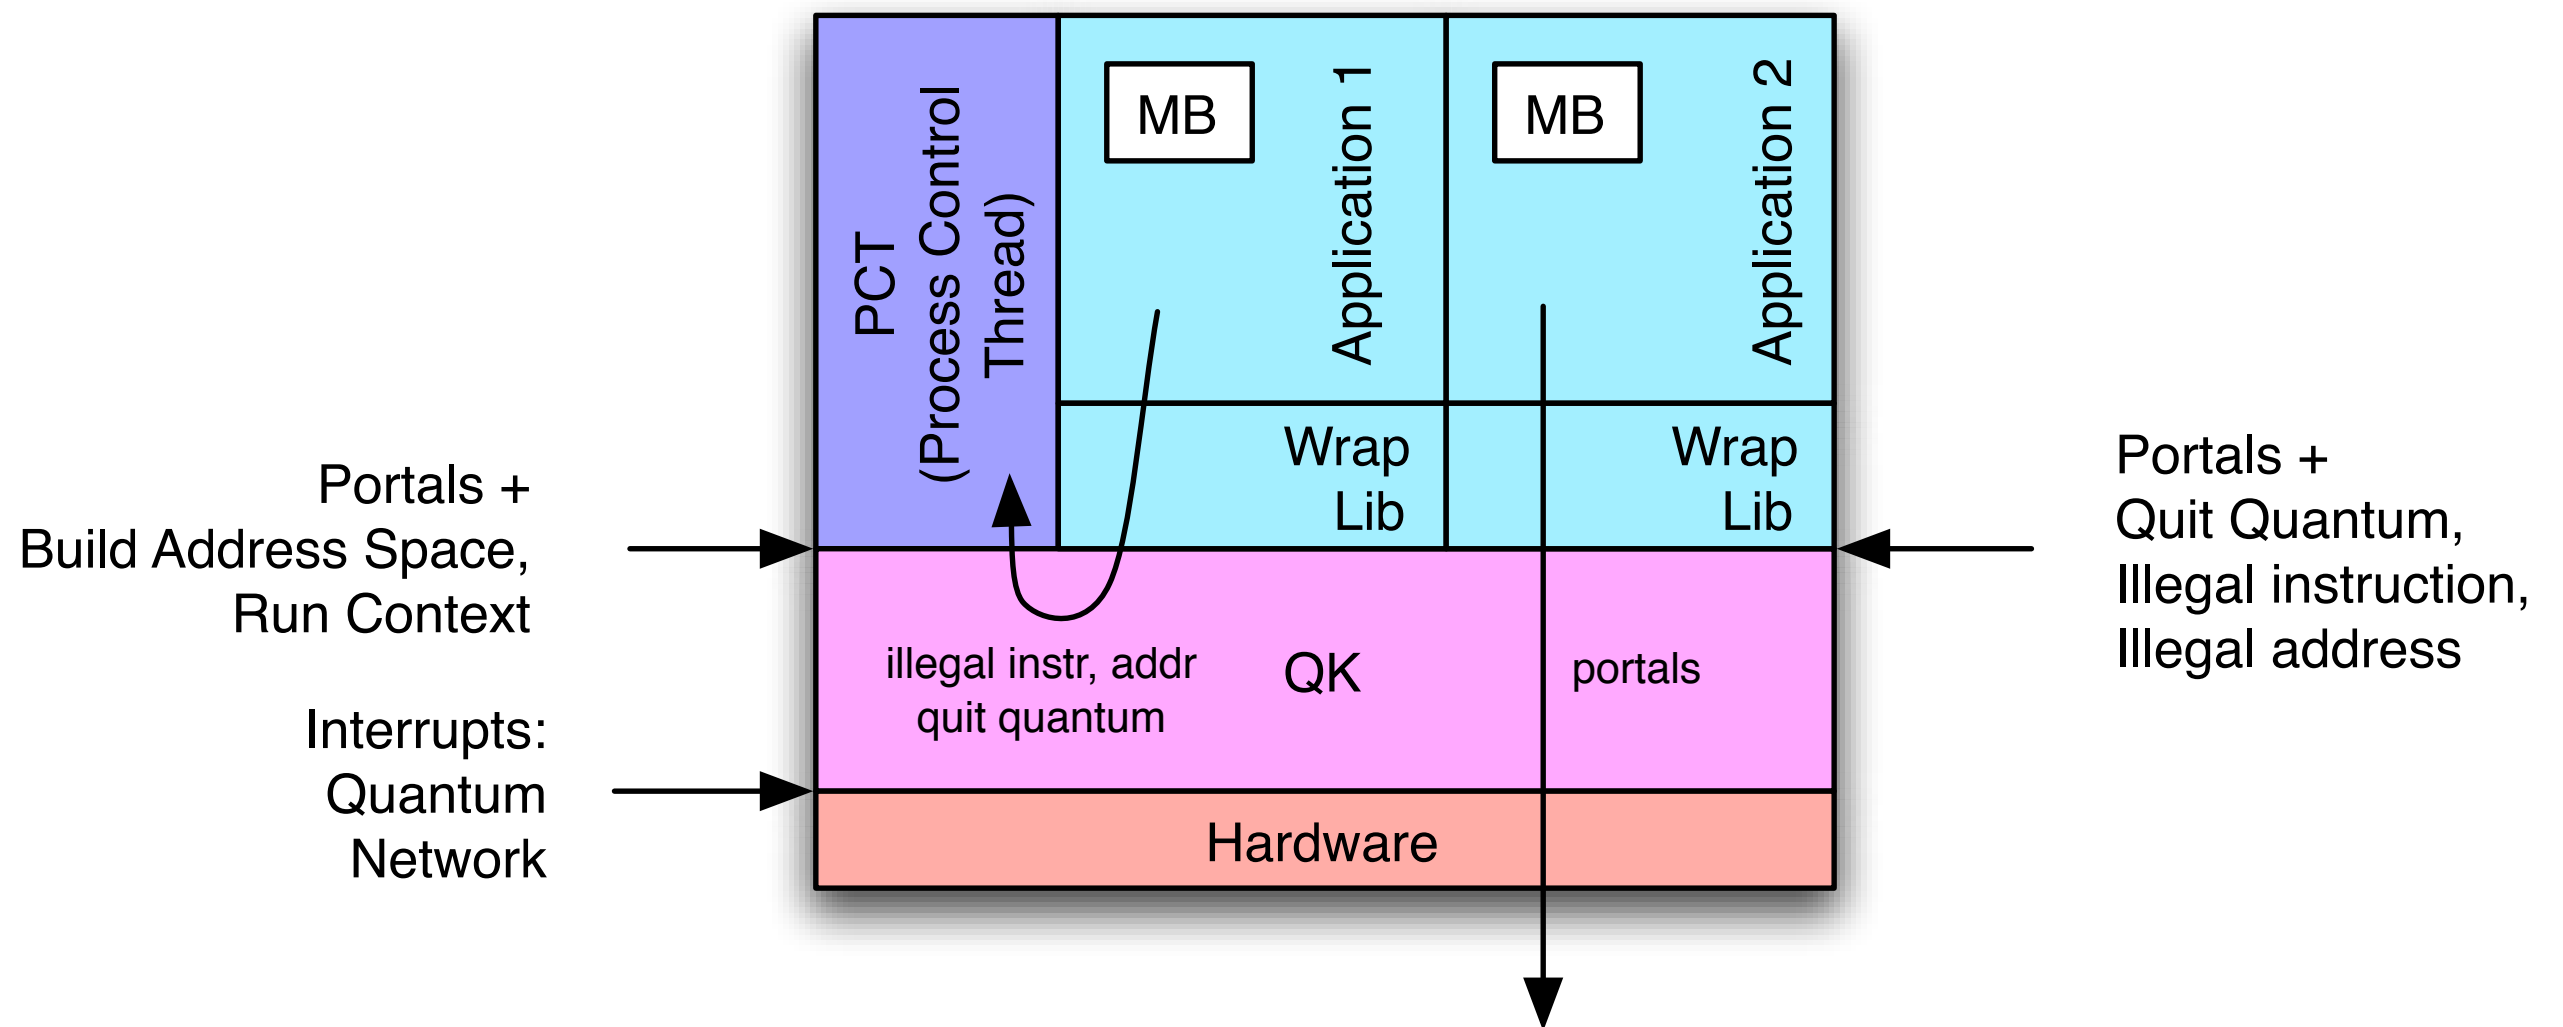 PCT
(Process Control
Thread)
MB
Application 1
MB
Application 2
Wrap
Lib
Wrap
Lib
Portals +
Build Address Space,
Run Context
Portals +
Quit Quantum,
Illegal instruction,
Illegal address
illegal instr, addr
quit quantum
QK
portals
Interrupts:
Quantum
Network
Hardware